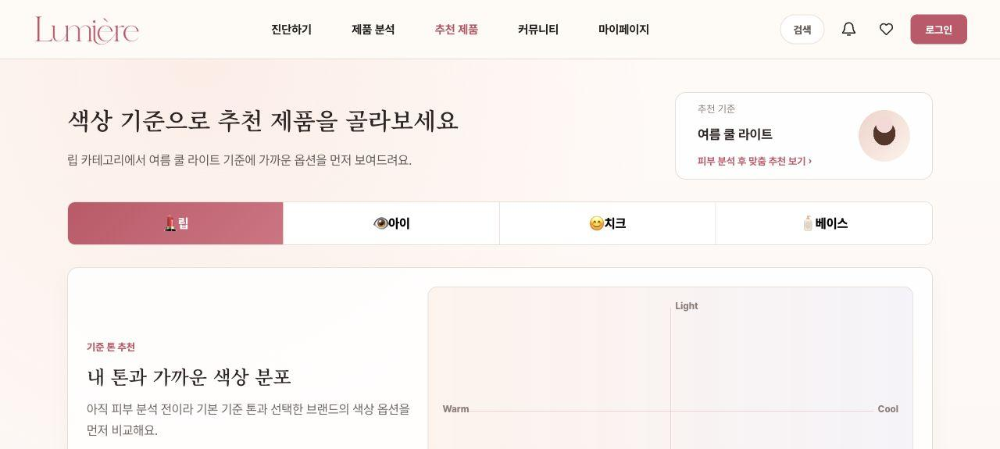 Lumière
진단하기
제품 분석
추천 제품
커뮤니티
마이페이지
검색
로그인
색상 기준으로 추천 제품을 골라보세요
립 카테고리에서 여름 쿨 라이트 기준에 가까운 옵션을 먼저 보여드려요.
추천 기준
여름 쿨 라이트
피부 분석 후 맞춤 추천 보기 ›
립
아이
치크
베이스
기준 톤 추천
내 톤과 가까운 색상 분포
아직 피부 분석 전이라 기본 기준 톤과 선택한 브랜드의 색상 옵션을
먼저 비교해요.
Light
Warm
Cool